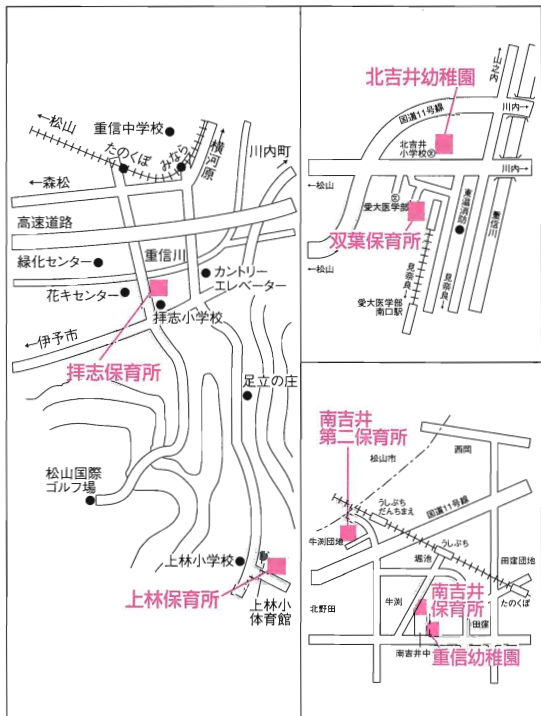 ←松山
重信中学校
たのくぼ
みなら
横河原→
川内町
←森松
高速道路
緑化センター
重信川
カントリー
エレベーター
花キセンター
拝志小学校
←伊予市
拝志保育所
足立の庄
松山国際
ゴルフ場
上林小学校
上林保育所
上林小
体育館
北吉井幼稚園
山之内→
国道11号線
川内→
北吉井
小学校
川内→
←松山
愛大医学部
双葉保育所
東温消防
重信川
←松山
見奈良→
見奈良→
愛大医学部
南口駅
南吉井
第二保育所
松山市
西岡
うしぶち
だんちまえ
国道11号線
牛渕団地
うしぶち
堀池
田窪団地
南吉井
保育所
たのくぼ
北野田
牛渕
田窪
南吉井中
重信幼稚園